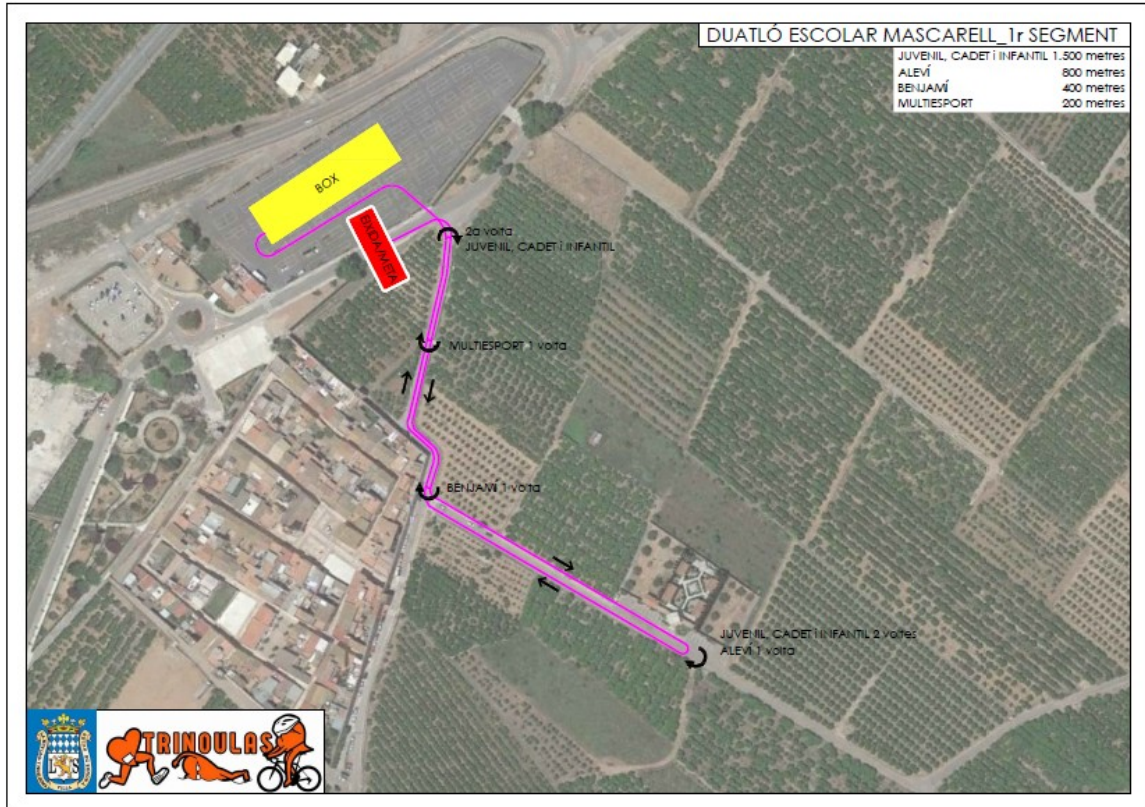 DUATLÓ ESCOLAR MASCARELL_1r SEGMENT
JUVENIL, CADET i INFANTIL 1.500 metres
ALEVÍ 800 metres
BENJAMÍ 400 metres
MULTIESPORT 200 metres
BOX
EIXIDA/META
2a volta
JUVENIL, CADET i INFANTIL
MULTIESPORT 1 volta
BENJAMÍ 1 volta
JUVENIL, CADET i INFANTIL 2 voltes
ALEVÍ 1 volta
TRINOULAS